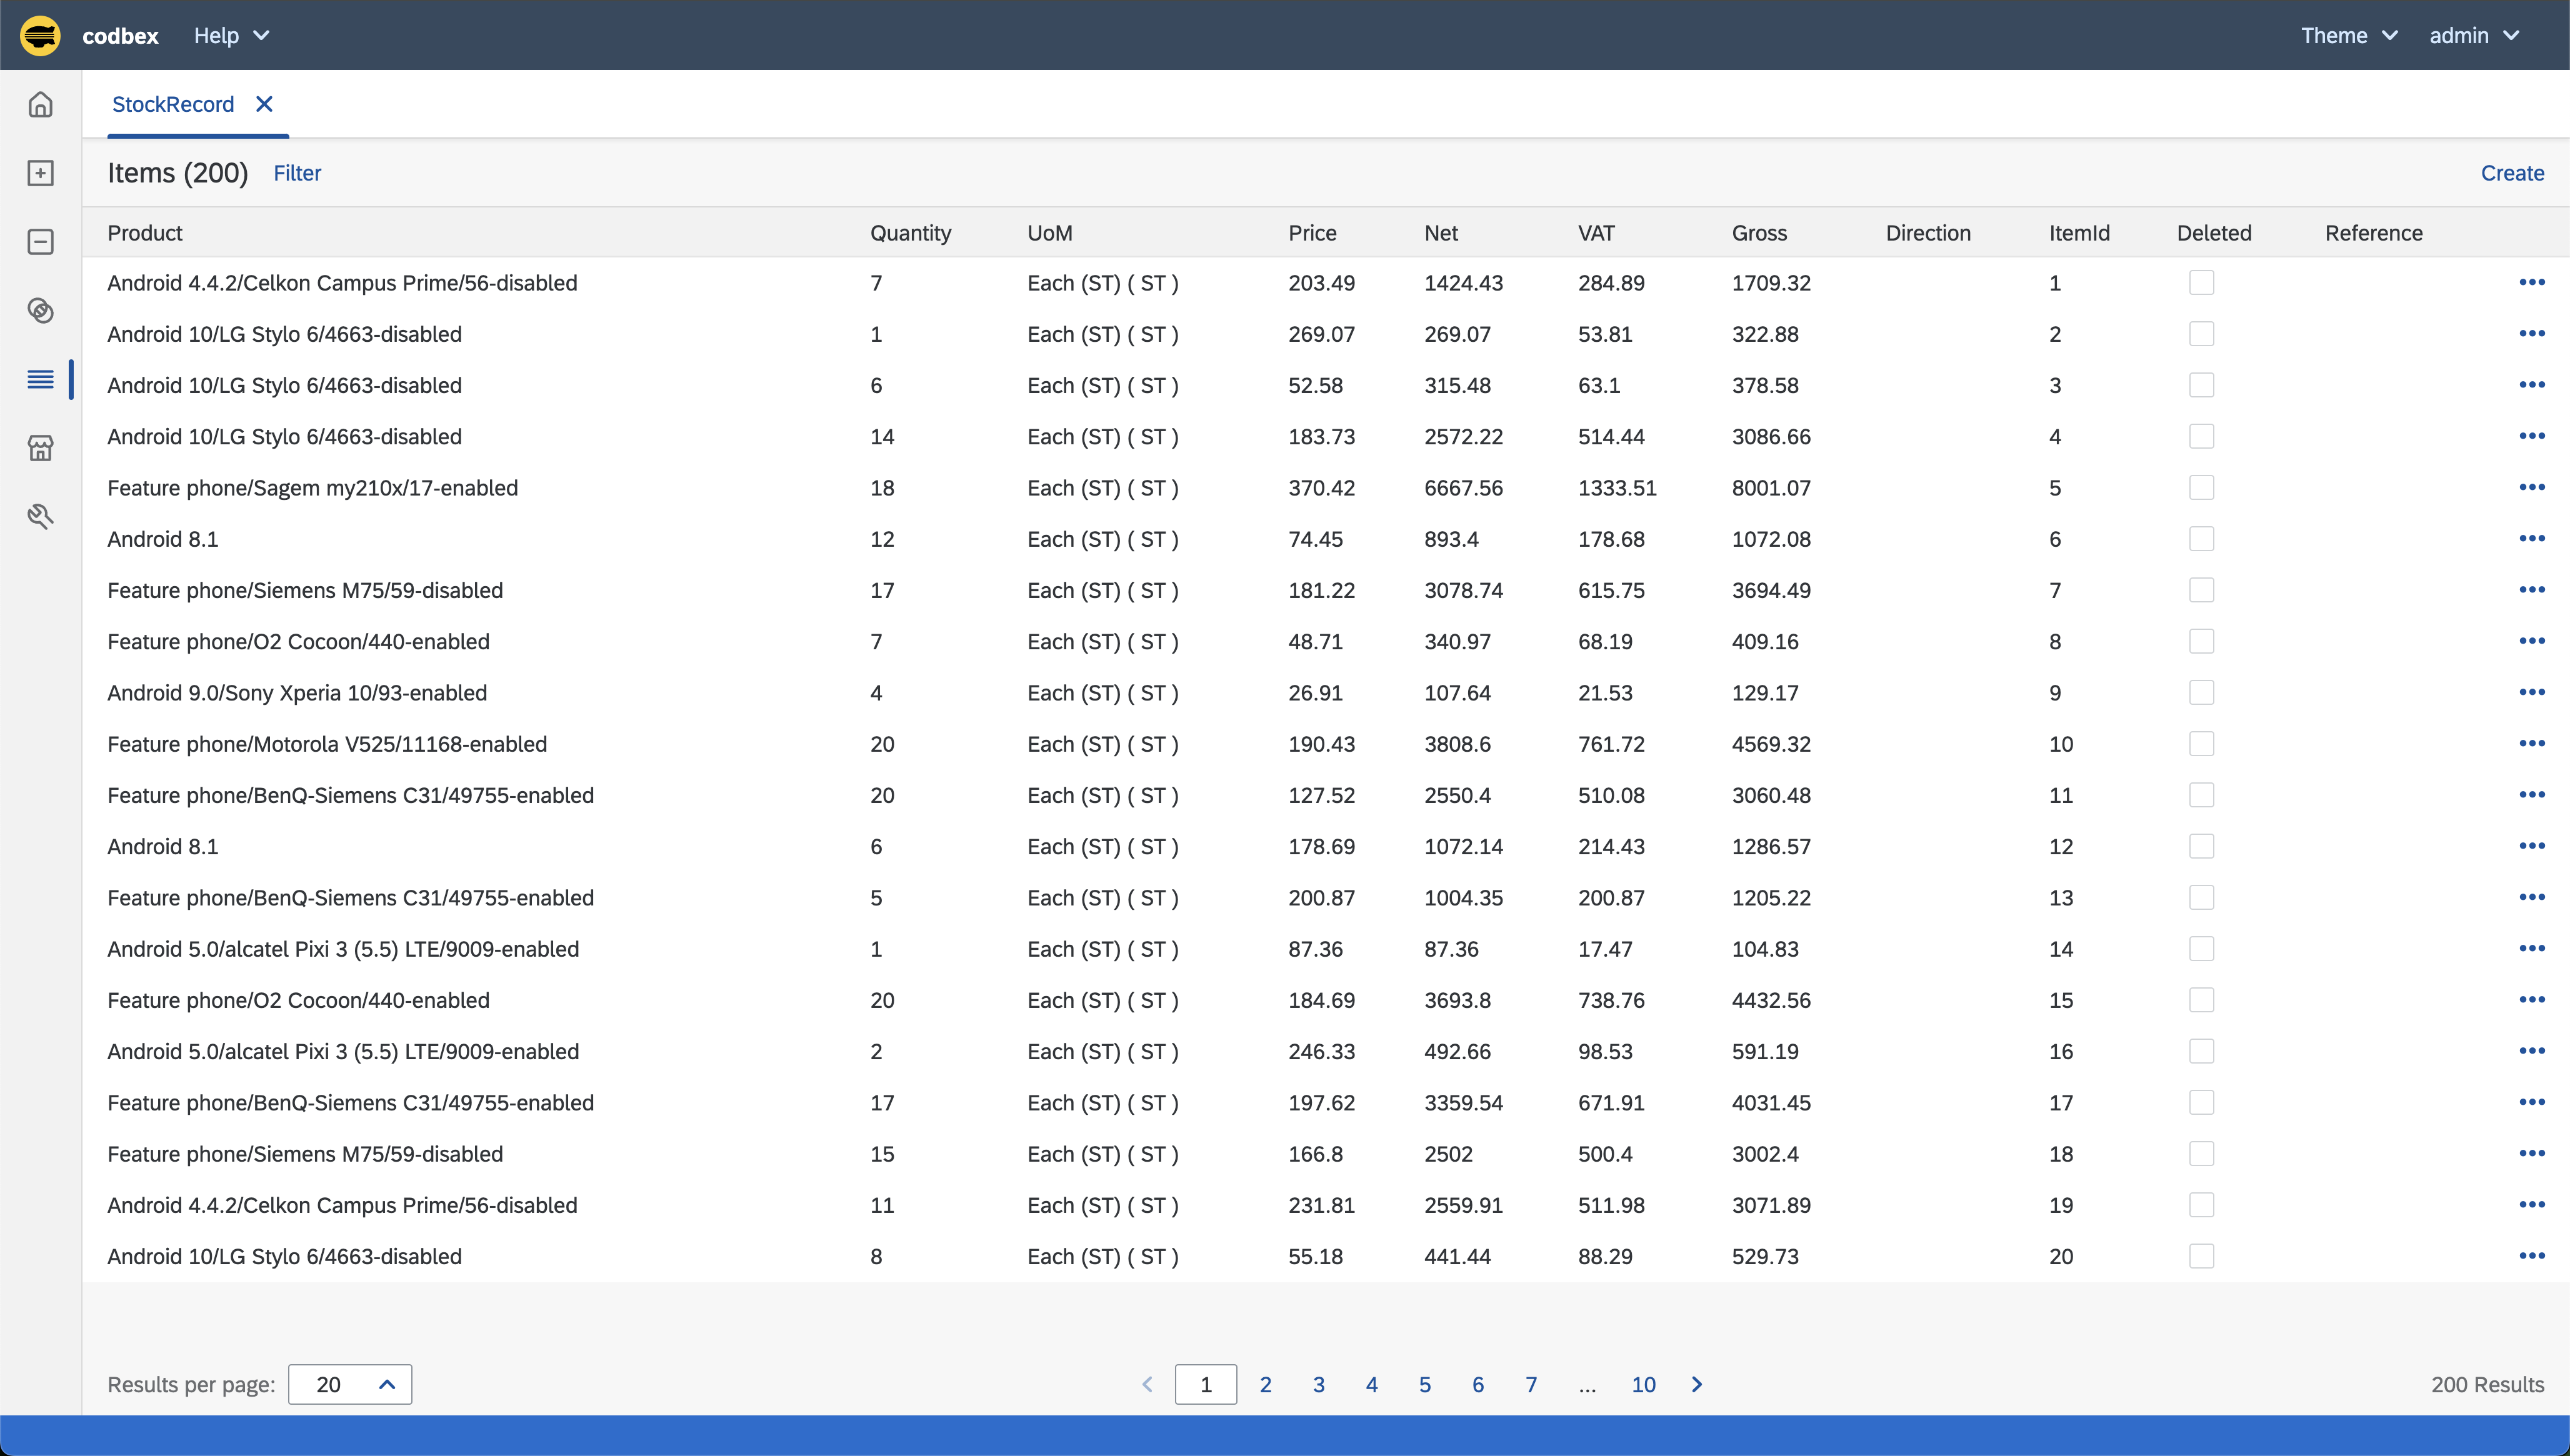 codbex Help Theme admin
StockRecord
Items (200) Filter Create
Product Quantity UoM Price Net VAT Gross Direction ItemId Deleted Reference
Android 4.4.2/Celkon Campus Prime/56-disabled 7 Each (ST) ( ST ) 203.49 1424.43 284.89 1709.32 1
Android 10/LG Stylo 6/4663-disabled 1 Each (ST) ( ST ) 269.07 269.07 53.81 322.88 2
Android 10/LG Stylo 6/4663-disabled 6 Each (ST) ( ST ) 52.58 315.48 63.1 378.58 3
Android 10/LG Stylo 6/4663-disabled 14 Each (ST) ( ST ) 183.73 2572.22 514.44 3086.66 4
Feature phone/Sagem my210x/17-enabled 18 Each (ST) ( ST ) 370.42 6667.56 1333.51 8001.07 5
Android 8.1 12 Each (ST) ( ST ) 74.45 893.4 178.68 1072.08 6
Feature phone/Siemens M75/59-disabled 17 Each (ST) ( ST ) 181.22 3078.74 615.75 3694.49 7
Feature phone/O2 Cocoon/440-enabled 7 Each (ST) ( ST ) 48.71 340.97 68.19 409.16 8
Android 9.0/Sony Xperia 10/93-enabled 4 Each (ST) ( ST ) 26.91 107.64 21.53 129.17 9
Feature phone/Motorola V525/11168-enabled 20 Each (ST) ( ST ) 190.43 3808.6 761.72 4569.32 10
Feature phone/BenQ-Siemens C31/49755-enabled 20 Each (ST) ( ST ) 127.52 2550.4 510.08 3060.48 11
Android 8.1 6 Each (ST) ( ST ) 178.69 1072.14 214.43 1286.57 12
Feature phone/BenQ-Siemens C31/49755-enabled 5 Each (ST) ( ST ) 200.87 1004.35 200.87 1205.22 13
Android 5.0/alcatel Pixi 3 (5.5) LTE/9009-enabled 1 Each (ST) ( ST ) 87.36 87.36 17.47 104.83 14
Feature phone/O2 Cocoon/440-enabled 20 Each (ST) ( ST ) 184.69 3693.8 738.76 4432.56 15
Android 5.0/alcatel Pixi 3 (5.5) LTE/9009-enabled 2 Each (ST) ( ST ) 246.33 492.66 98.53 591.19 16
Feature phone/BenQ-Siemens C31/49755-enabled 17 Each (ST) ( ST ) 197.62 3359.54 671.91 4031.45 17
Feature phone/Siemens M75/59-disabled 15 Each (ST) ( ST ) 166.8 2502 500.4 3002.4 18
Android 4.4.2/Celkon Campus Prime/56-disabled 11 Each (ST) ( ST ) 231.81 2559.91 511.98 3071.89 19
Android 10/LG Stylo 6/4663-disabled 8 Each (ST) ( ST ) 55.18 441.44 88.29 529.73 20
Results per page: 20 1 2 3 4 5 6 7 ... 10 200 Results